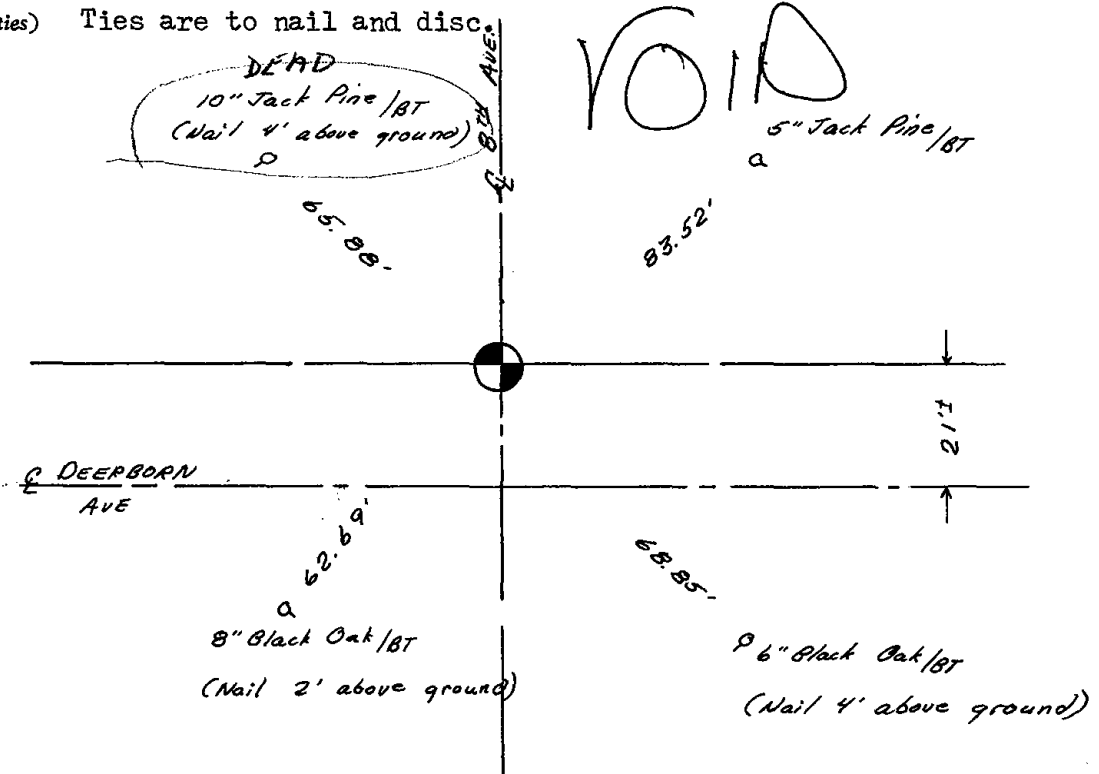 ties) Ties are to nail and disc.
VOID
DEAD
10" Jack Pine/BT
(Nail 4' above ground)
℄ 8TH AVE.
5" Jack Pine/BT
65.88'
83.52'
21'±
℄ DEERBORN
AVE
62.69'
68.85'
8" Black Oak/BT
(Nail 2' above ground)
6" Black Oak/BT
(Nail 4' above ground)